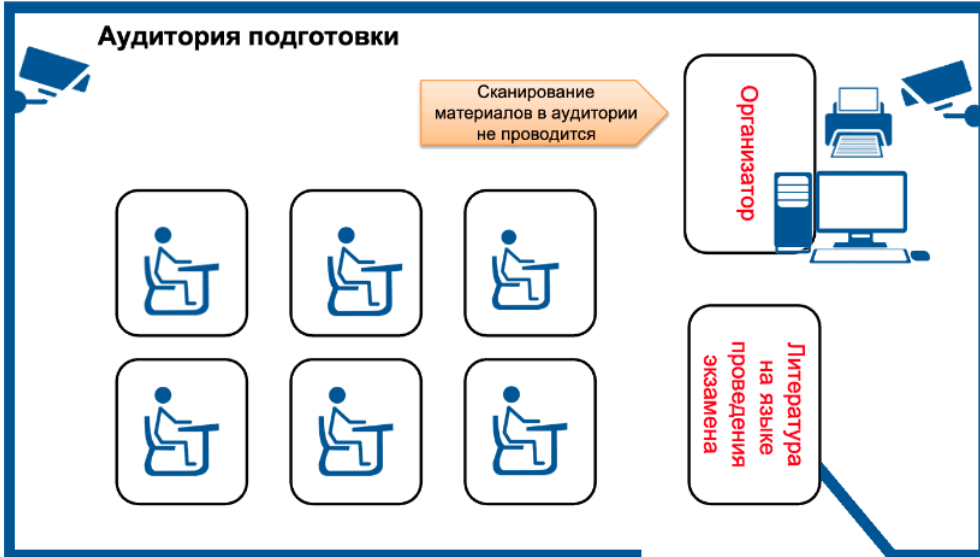 Аудитория подготовки
Сканирование
материалов в аудитории
не проводится
Организатор
Литература
на языке
проведения
экзамена